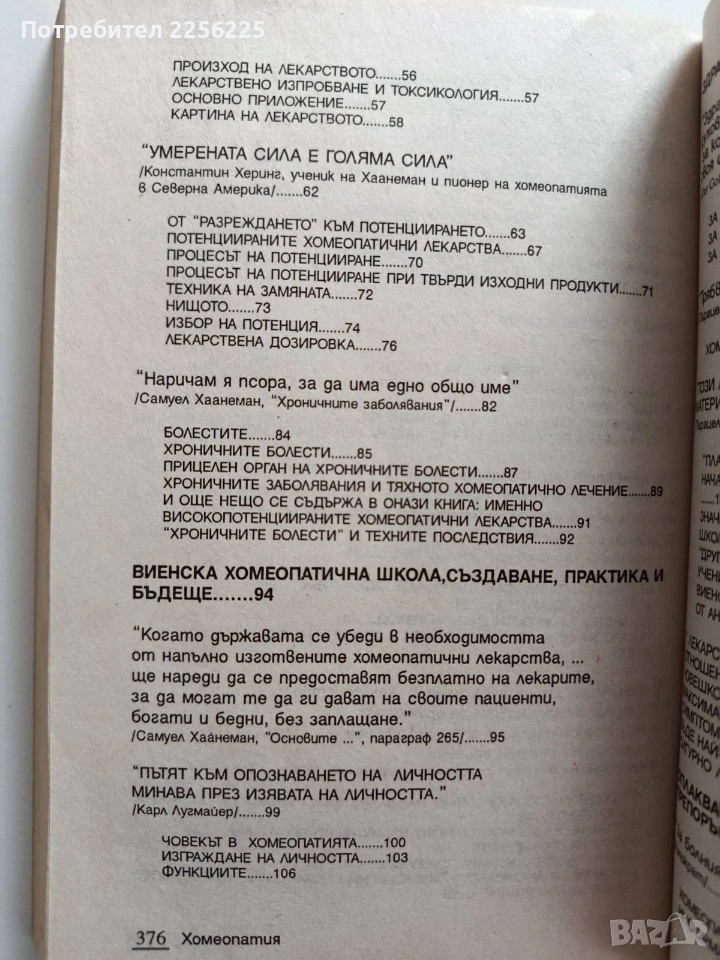 Потребител 2256225
ПРОИЗХОД НА ЛЕКАРСТВОТО.......56
ЛЕКАРСТВЕНО ИЗПРОБВАНЕ И ТОКСИКОЛОГИЯ.......57
ОСНОВНО ПРИЛОЖЕНИЕ.......57
КАРТИНА НА ЛЕКАРСТВОТО.......58
"УМЕРЕНАТА СИЛА Е ГОЛЯМА СИЛА"
/Константин Херинг, ученик на Хаанеман и пионер на хомеопатията
в Северна Америка/.......62
ОТ "РАЗРЕЖДАНЕТО" КЪМ ПОТЕНЦИИРАНЕТО.......63
ПОТЕНЦИИРАНИТЕ ХОМЕОПАТИЧНИ ЛЕКАРСТВА.......67
ПРОЦЕСЪТ НА ПОТЕНЦИИРАНЕ.......70
ПРОЦЕСЪТ НА ПОТЕНЦИИРАНЕ ПРИ ТВЪРДИ ИЗХОДНИ ПРОДУКТИ.......71
ТЕХНИКА НА ЗАМЯНАТА.......72
НИЩОТО.......73
ИЗБОР НА ПОТЕНЦИЯ.......74
ЛЕКАРСТВЕНА ДОЗИРОВКА.......76
"Наричам я псора, за да има едно общо име"
/Самуел Хаанеман, "Хроничните заболявания"/.......82
БОЛЕСТИТЕ.......84
ХРОНИЧНИТЕ БОЛЕСТИ.......85
ПРИЦЕЛЕН ОРГАН НА ХРОНИЧНИТЕ БОЛЕСТИ.......87
ХРОНИЧНИТЕ ЗАБОЛЯВАНИЯ И ТЯХНОТО ХОМЕОПАТИЧНО ЛЕЧЕНИЕ.......89
И ОЩЕ НЕЩО СЕ СЪДЪРЖА В ОНАЗИ КНИГА: ИМЕННО
ВИСОКОПОТЕНЦИИРАНИТЕ ХОМЕОПАТИЧНИ ЛЕКАРСТВА.......91
"ХРОНИЧНИТЕ БОЛЕСТИ" И ТЕХНИТЕ ПОСЛЕДСТВИЯ.......92
ВИЕНСКА ХОМЕОПАТИЧНА ШКОЛА,СЪЗДАВАНЕ, ПРАКТИКА И
БЪДЕЩЕ.......94
"Когато държавата се убеди в необходимостта
от напълно изготвените хомеопатични лекарства, ...
ще нареди да се предоставят безплатно на лекарите,
за да могат те да ги дават на своите пациенти,
богати и бедни, без заплащане."
/Самуел Хаанеман, "Основите ...", параграф 265/.......95
"ПЪТЯТ КЪМ ОПОЗНАВАНЕТО НА ЛИЧНОСТТА
МИНАВА ПРЕЗ ИЗЯВАТА НА ЛИЧНОСТТА."
/Карл Лугмайер/.......99
ЧОВЕКЪТ В ХОМЕОПАТИЯТА.......100
ИЗГРАЖДАНЕ НА ЛИЧНОСТТА.......103
ФУНКЦИИТЕ.......106
376 Хомеопатия
BAZAR